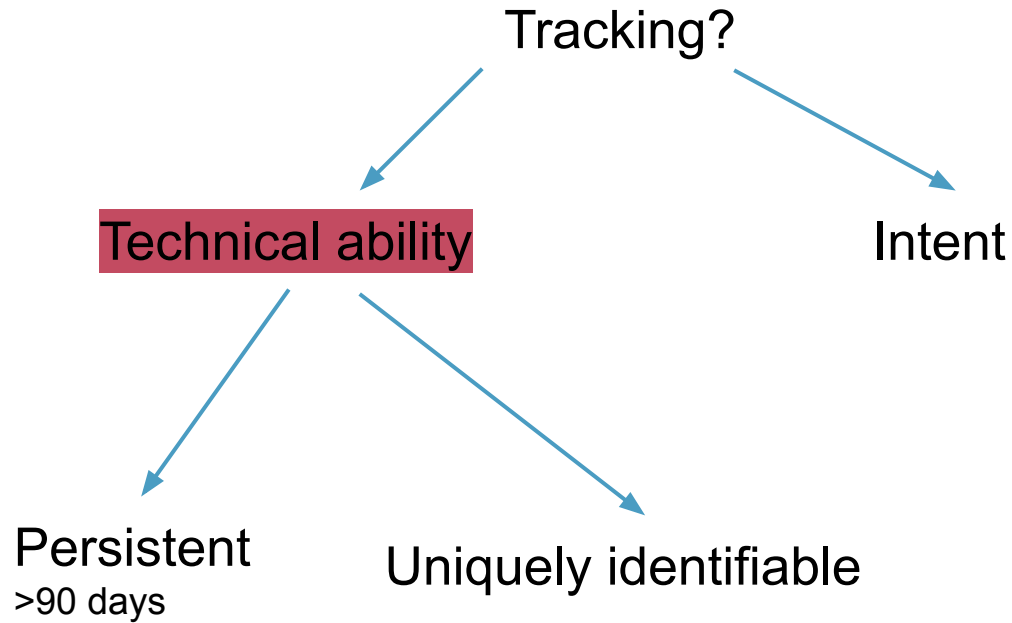 Tracking?
Technical ability
Intent
Persistent
>90 days
Uniquely identifiable